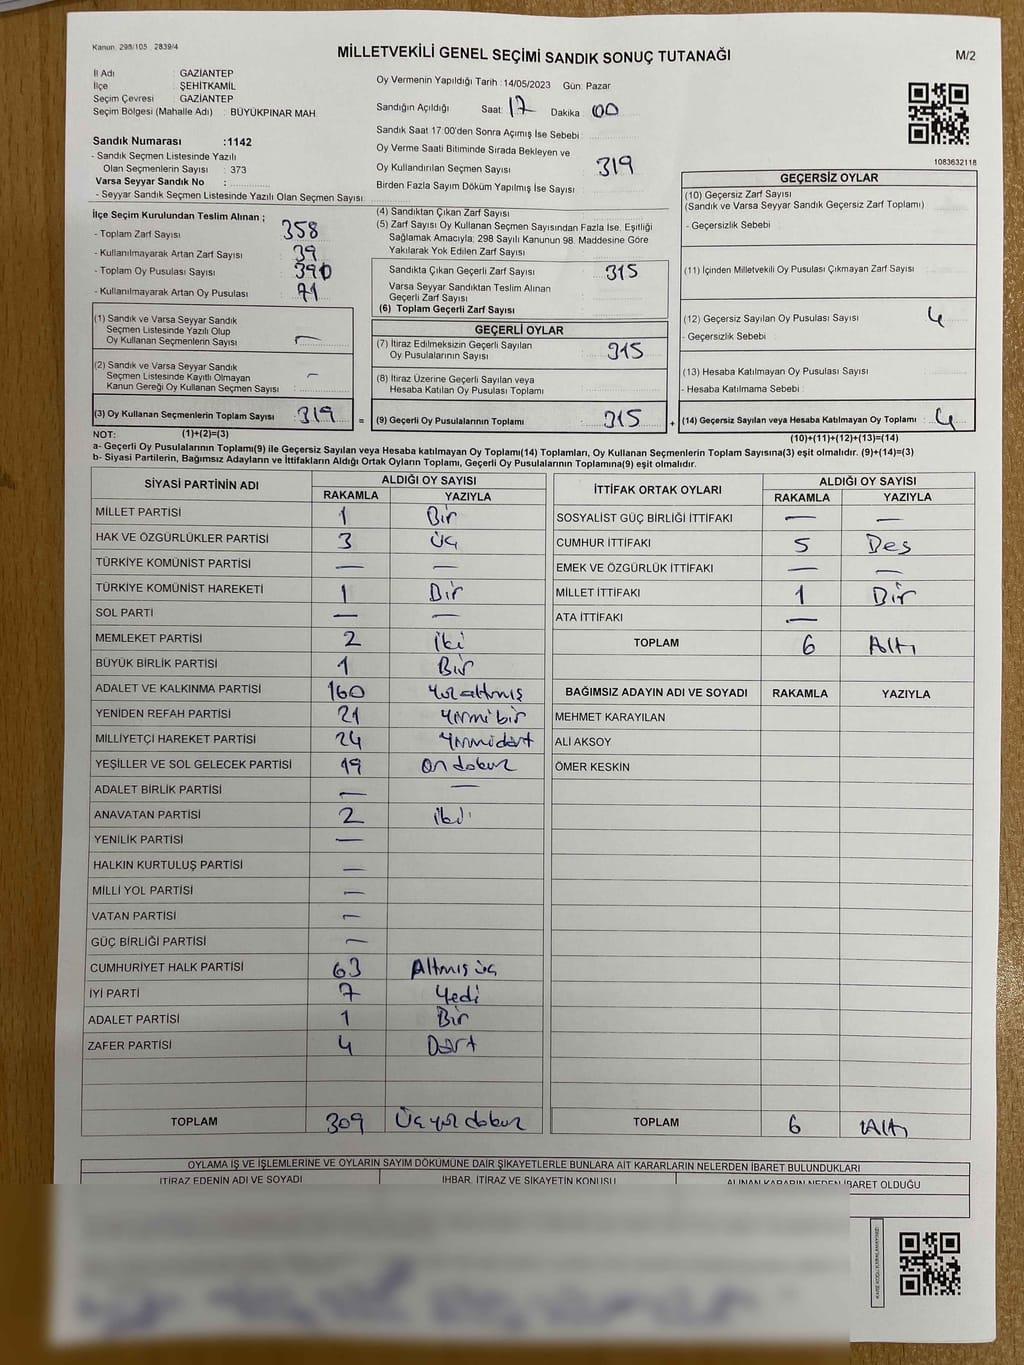 Kanun. 298/105 2839/4
MİLLETVEKİLİ GENEL SEÇİMİ SANDIK SONUÇ TUTANAĞI
M/2
İl Adı : GAZİANTEP
İlçe : ŞEHİTKAMİL
Seçim Çevresi : GAZİANTEP
Seçim Bölgesi (Mahalle Adı) : BÜYÜKPINAR MAH
Sandık Numarası :1142
- Sandık Seçmen Listesinde Yazılı
Olan Seçmenlerin Sayısı : 373
Varsa Seyyar Sandık No :
- Seyyar Sandık Seçmen Listesinde Yazılı Olan Seçmen Sayısı:
Oy Vermenin Yapıldığı Tarih : 14/05/2023 Gün: Pazar
Sandığın Açıldığı Saat: 17 Dakika : 00
Sandık Saat 17:00'den Sonra Açımış İse Sebebi :
Oy Verme Saati Bitiminde Sırada Bekleyen ve
Oy Kullandırılan Seçmen Sayısı : 319
Birden Fazla Sayım Döküm Yapılmış İse Sayısı :
1083632118
İlçe Seçim Kurulundan Teslim Alınan ;
- Toplam Zarf Sayısı : 358
- Kullanılmayarak Artan Zarf Sayısı : 39
- Toplam Oy Pusulası Sayısı : 390
- Kullanılmayarak Artan Oy Pusulası : 71
(1) Sandık ve Varsa Seyyar Sandık
Seçmen Listesinde Yazılı Olup
Oy Kullanan Seçmenlerin Sayısı : —
(2) Sandık ve Varsa Seyyar Sandık
Seçmen Listesinde Kayıtlı Olmayan
Kanun Gereği Oy Kullanan Seçmen Sayısı : —
(3) Oy Kullanan Seçmenlerin Toplam Sayısı : 319 =
(4) Sandıktan Çıkan Zarf Sayısı :
(5) Zarf Sayısı Oy Kullanan Seçmen Sayısından Fazla İse, Eşitliği
Sağlamak Amacıyla; 298 Sayılı Kanunun 98. Maddesine Göre
Yakılarak Yok Edilen Zarf Sayısı :
Sandıkta Çıkan Geçerli Zarf Sayısı : 315
Varsa Seyyar Sandıktan Teslim Alınan
Geçerli Zarf Sayısı :
(6) Toplam Geçerli Zarf Sayısı :
GEÇERLİ OYLAR
(7) İtiraz Edilmeksizin Geçerli Sayılan
Oy Pusulalarının Sayısı : 315
(8) İtiraz Üzerine Geçerli Sayılan veya
Hesaba Katılan Oy Pusulası Toplamı :
(9) Geçerli Oy Pusulalarının Toplamı : 315 +
GEÇERSİZ OYLAR
(10) Geçersiz Zarf Sayısı
(Sandık ve Varsa Seyyar Sandık Geçersiz Zarf Toplamı) :
- Geçersizlik Sebebi :
(11) İçinden Milletvekili Oy Pusulası Çıkmayan Zarf Sayısı :
(12) Geçersiz Sayılan Oy Pusulası Sayısı : 4
- Geçersizlik Sebebi :
(13) Hesaba Katılmayan Oy Pusulası Sayısı :
- Hesaba Katılmama Sebebi :
(14) Geçersiz Sayılan veya Hesaba Katılmayan Oy Toplamı : 4
NOT: (1)+(2)=(3)
(10)+(11)+(12)+(13)=(14)
a- Geçerli Oy Pusulalarının Toplamı(9) ile Geçersiz Sayılan veya Hesaba katılmayan Oy Toplamı(14) Toplamları, Oy Kullanan Seçmenlerin Toplam Sayısına(3) eşit olmalıdır. (9)+(14)=(3)
b- Siyasi Partilerin, Bağımsız Adayların ve İttifakların Aldığı Ortak Oyların Toplamı, Geçerli Oy Pusulalarının Toplamına(9) eşit olmalıdır.
SİYASİ PARTİNİN ADI ALDIĞI OY SAYISI
RAKAMLA YAZIYLA
MİLLET PARTİSİ 1 Bir
HAK VE ÖZGÜRLÜKLER PARTİSİ 3 Üç
TÜRKİYE KOMÜNİST PARTİSİ — —
TÜRKİYE KOMÜNİST HAREKETİ 1 Bir
SOL PARTİ — —
MEMLEKET PARTİSİ 2 İki
BÜYÜK BİRLİK PARTİSİ 1 Bir
ADALET VE KALKINMA PARTİSİ 160 Yüzaltmış
YENİDEN REFAH PARTİSİ 21 Yirmibir
MİLLİYETÇİ HAREKET PARTİSİ 24 Yirmidört
YEŞİLLER VE SOL GELECEK PARTİSİ 19 On dokuz
ADALET BİRLİK PARTİSİ — —
ANAVATAN PARTİSİ 2 İki
YENİLİK PARTİSİ —
HALKIN KURTULUŞ PARTİSİ —
MİLLİ YOL PARTİSİ —
VATAN PARTİSİ —
GÜÇ BİRLİĞİ PARTİSİ —
CUMHURİYET HALK PARTİSİ 63 Altmış üç
İYİ PARTİ 7 Yedi
ADALET PARTİSİ 1 Bir
ZAFER PARTİSİ 4 Dört
TOPLAM 309 Üç yüz dokuz
İTTİFAK ORTAK OYLARI ALDIĞI OY SAYISI
RAKAMLA YAZIYLA
SOSYALİST GÜÇ BİRLİĞİ İTTİFAKI — —
CUMHUR İTTİFAKI 5 Beş
EMEK VE ÖZGÜRLÜK İTTİFAKI — —
MİLLET İTTİFAKI 1 Bir
ATA İTTİFAKI —
TOPLAM 6 Altı
BAĞIMSIZ ADAYIN ADI VE SOYADI RAKAMLA YAZIYLA
MEHMET KARAYILAN
ALİ AKSOY
ÖMER KESKİN
TOPLAM 6 Altı
OYLAMA İŞ VE İŞLEMLERİNE VE OYLARIN SAYIM DÖKÜMÜNE DAİR ŞİKAYETLERLE BUNLARA AİT KARARLARIN NELERDEN İBARET BULUNDUKLARI
İTİRAZ EDENİN ADI VE SOYADI İHBAR, İTİRAZ VE ŞİKAYETİN KONUSU ALINAN KARARIN NEDEN İBARET OLDUĞU